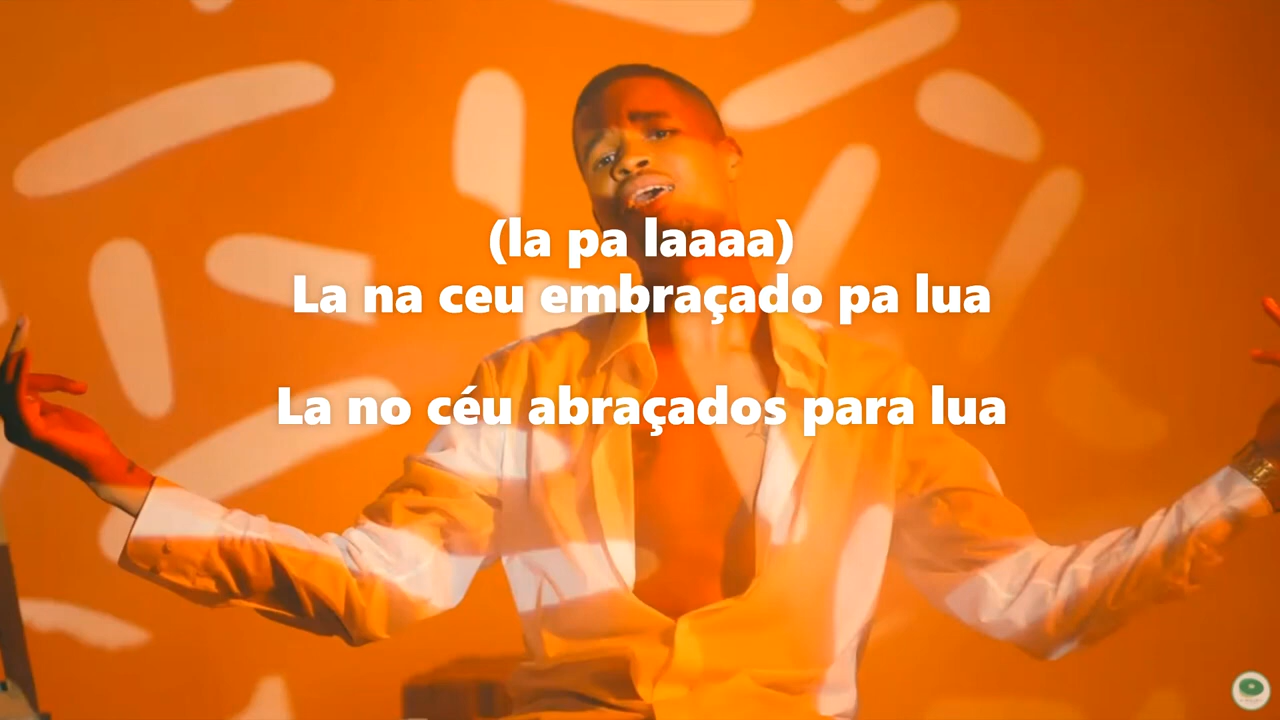 (la pa laaaa)
La na ceu embraçado pa lua
La no céu abraçados para lua